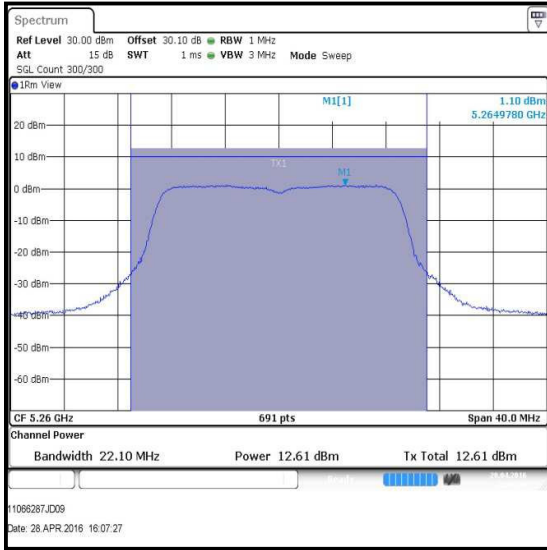 Spectrum
Ref Level 30.00 dBm Offset 30.10 dB RBW 1 MHz
Att 15 dB SWT 1 ms VBW 3 MHz Mode Sweep
SGL Count 300/300
1Rm View
M1[1] 1.10 dBm
5.2649780 GHz
20 dBm
10 dBm
TX1
M1
0 dBm
-10 dBm
-20 dBm
-30 dBm
-40 dBm
-50 dBm
-60 dBm
CF 5.26 GHz 691 pts Span 40.0 MHz
Channel Power
Bandwidth 22.10 MHz Power 12.61 dBm Tx Total 12.61 dBm
Ready
11066287JD09
Date: 28.APR.2016 16:07:27